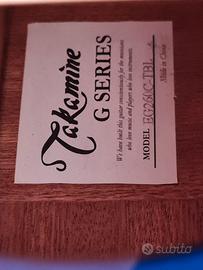 Takamine
G SERIES
We have built this guitar conscientiously for the musicians
who love music and players who love instruments.
MODEL EG260C-TBL
Made in China
subito